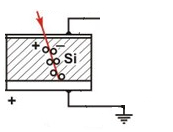 + –
Si
+